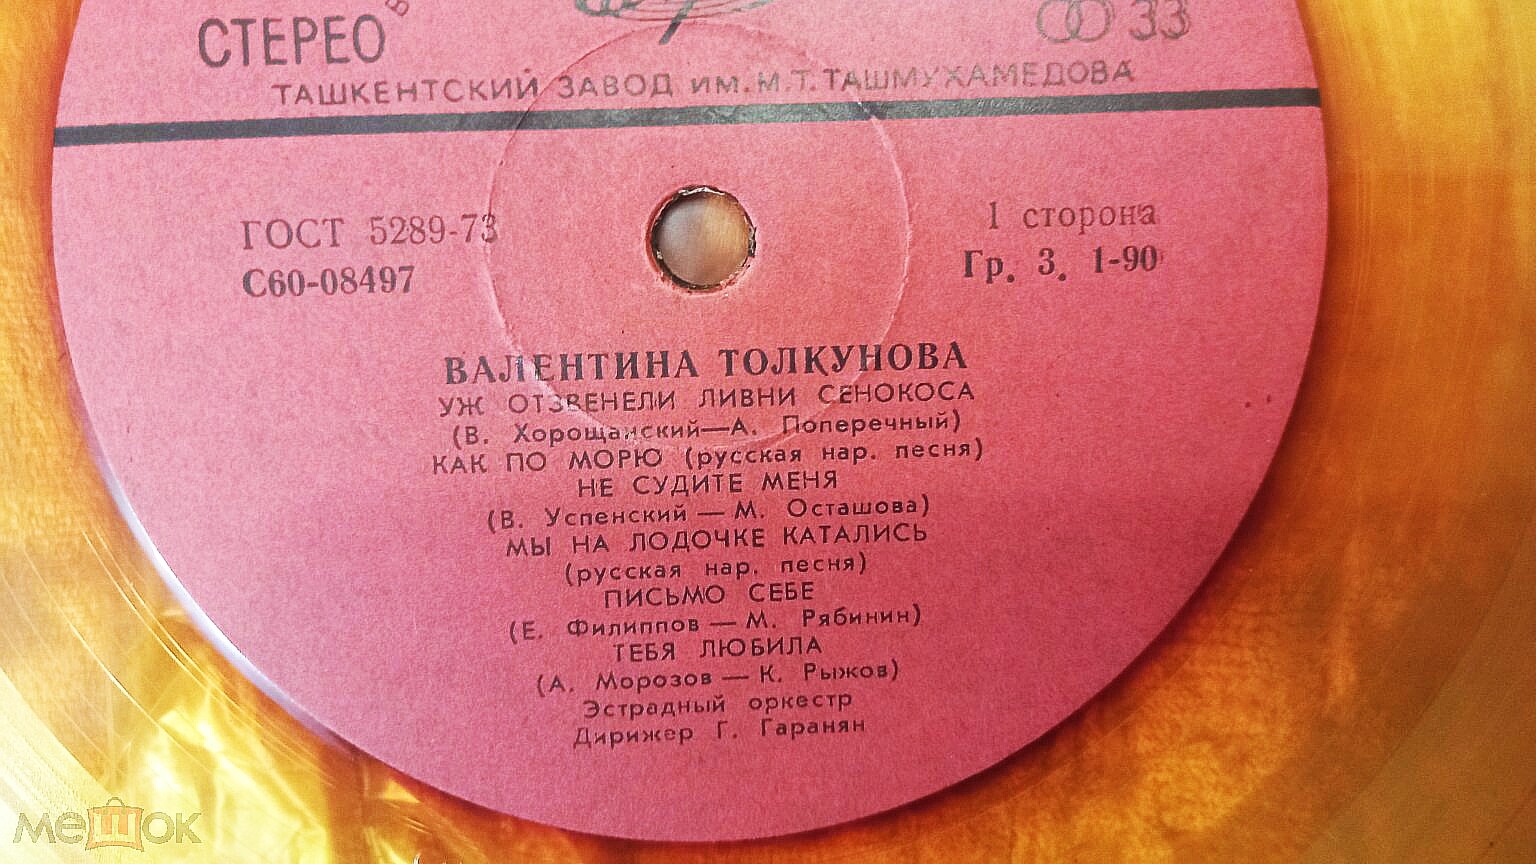 СТЕРЕО
33
ТАШКЕНТСКИЙ ЗАВОД ИМ. М. Т. ТАШМУХАМЕДОВА
ГОСТ 5289-73
1 сторона
С60-08497
Гр. 3. 1-90
ВАЛЕНТИНА ТОЛКУНОВА
УЖ ОТЗВЕНЕЛИ ЛИВНИ СЕНОКОСА
(В. Хорощанский—А. Поперечный)
КАК ПО МОРЮ (русская нар. песня)
НЕ СУДИТЕ МЕНЯ
(В. Успенский — М. Осташова)
МЫ НА ЛОДОЧКЕ КАТАЛИСЬ
(русская нар. песня)
ПИСЬМО СЕБЕ
(Е. Филиппов — М. Рябинин)
ТЕБЯ ЛЮБИЛА
(А. Морозов — К. Рыжов)
Эстрадный оркестр
Дирижер Г. Гаранян
мешок